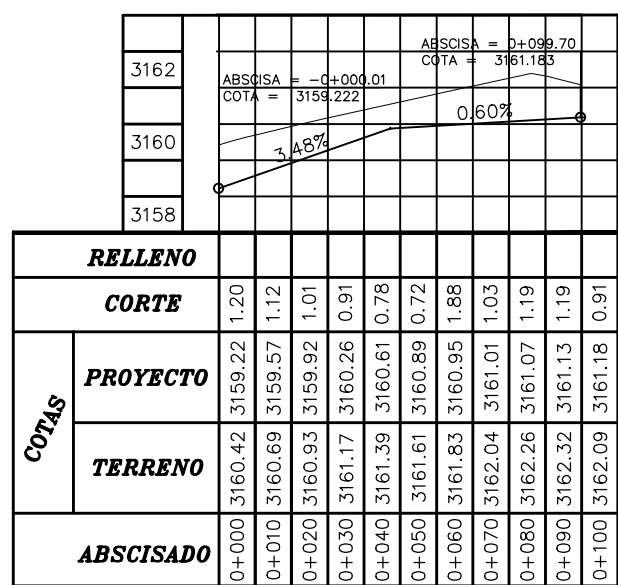 ABSCISA = 0+099.70
COTA = 3161.183
3162
ABSCISA = -0+000.01
COTA = 3159.222
0.60%
3160
3.48%
3158
RELLENO
CORTE 1.20 1.12 1.01 0.91 0.78 0.72 1.88 1.03 1.19 1.19 0.91
COTAS
PROYECTO 3159.22 3159.57 3159.92 3160.26 3160.61 3160.89 3160.95 3161.01 3161.07 3161.13 3161.18
TERRENO 3160.42 3160.69 3160.93 3161.17 3161.39 3161.61 3161.83 3162.04 3162.26 3162.32 3162.09
ABSCISADO 0+000 0+010 0+020 0+030 0+040 0+050 0+060 0+070 0+080 0+090 0+100